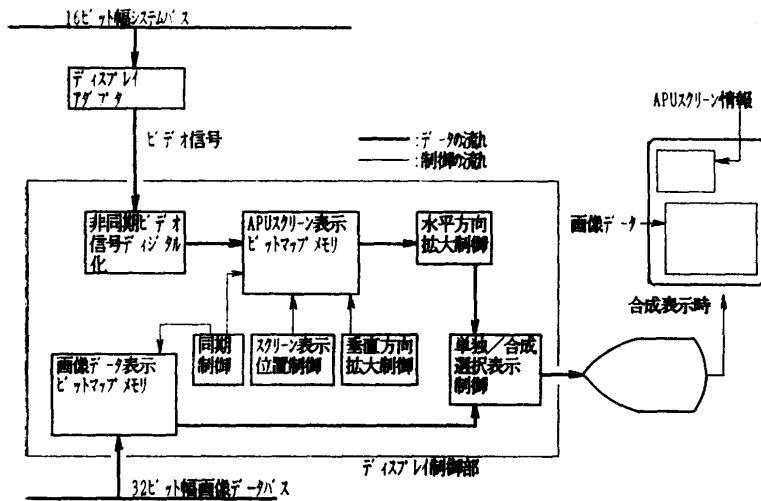 16ビット幅システムバス
ディスプレイ
アダプタ
ビデオ信号
:データの流れ
:制御の流れ
APUスクリーン情報
画像データ
合成表示時
非同期ビデオ
信号ディジタル
化
APUスクリーン表示
ビットマップメモリ
水平方向
拡大制御
同期
制御
スクリーン表示
位置制御
垂直方向
拡大制御
単独/合成
選択表示
制御
画像データ表示
ビットマップメモリ
ディスプレイ制御部
32ビット幅画像データバス